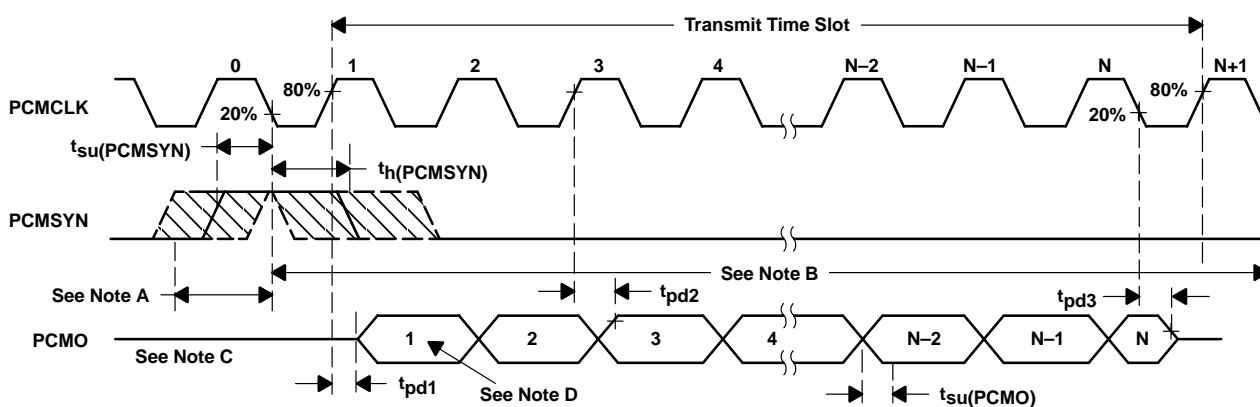 Transmit Time Slot
0 1 2 3 4 N–2 N–1 N N+1
PCMCLK 80% 80%
20% 20%
tsu(PCMSYN)
th(PCMSYN)
PCMSYN
See Note B
See Note A
tpd2 tpd3
PCMO 1 2 3 4 N–2 N–1 N
See Note C
tpd1 See Note D tsu(PCMO)